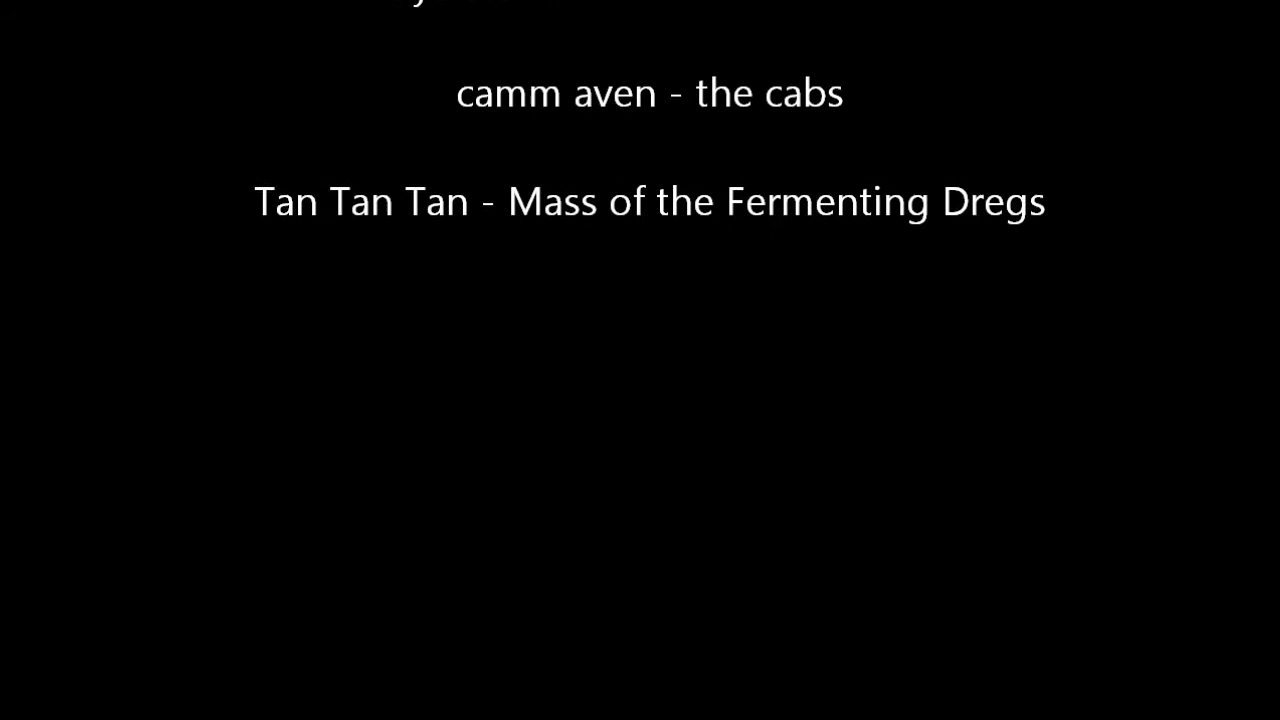 camm aven - the cabs
Tan Tan Tan - Mass of the Fermenting Dregs